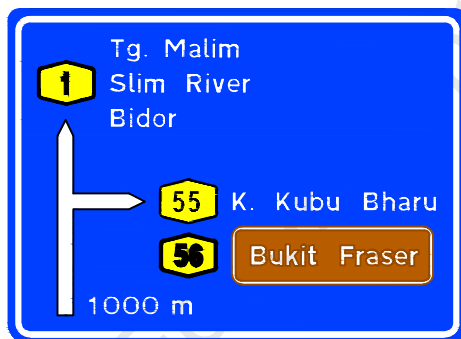 Tg. Malim
1 Slim River
Bidor
55 K. Kubu Bharu
56 Bukit Fraser
1000 m